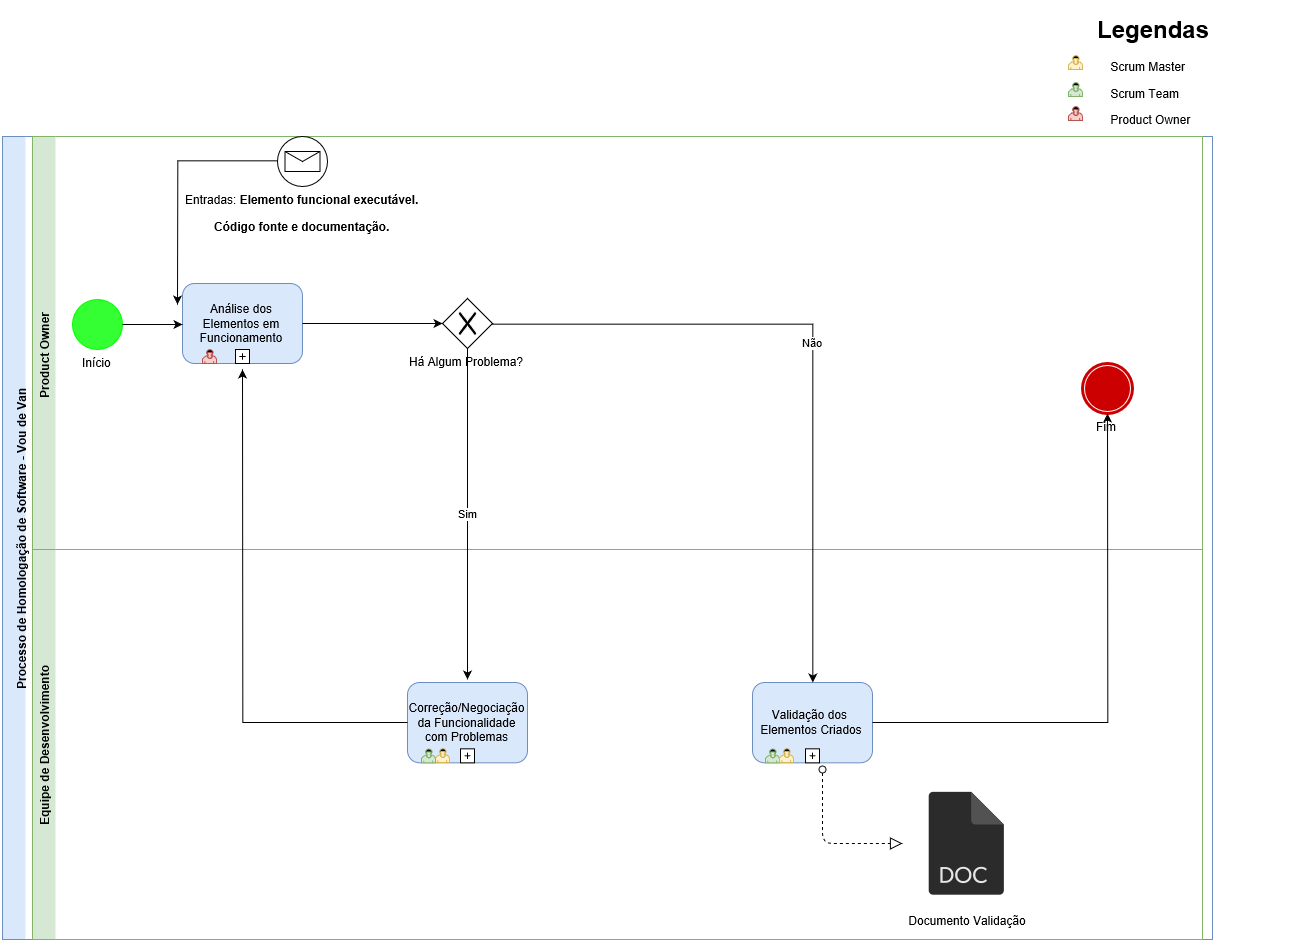 Legendas
Scrum Master
Scrum Team
Product Owner
Processo de Homologação de Software - Vou de Van
Product Owner
Entradas: Elemento funcional executável.
Código fonte e documentação.
Início
Análise dos
Elementos em
Funcionamento
Há Algum Problema?
Não
Sim
Fim
Equipe de Desenvolvimento
Correção/Negociação
da Funcionalidade
com Problemas
Validação dos
Elementos Criados
DOC
Documento Validação